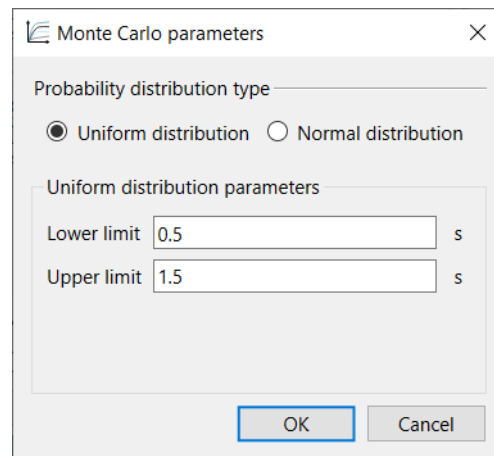 Monte Carlo parameters
Probability distribution type
Uniform distribution Normal distribution
Uniform distribution parameters
Lower limit 0.5 s
Upper limit 1.5 s
OK Cancel